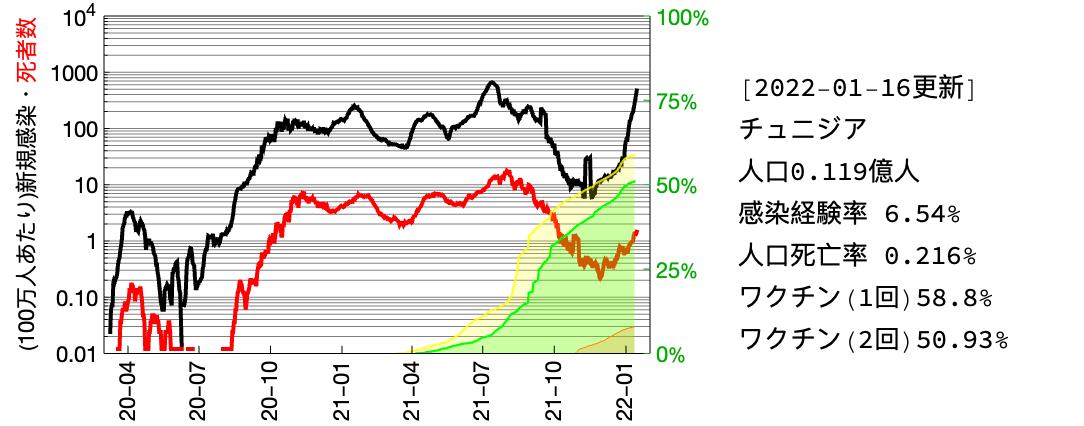 (100万人あたり)新規感染・死者数
10^4
1000
100
10
1
0.10
0.01
100%
75%
50%
25%
0%
20-04
20-07
20-10
21-01
21-04
21-07
21-10
22-01
[2022-01-16更新]
チュニジア
人口0.119億人
感染経験率 6.54%
人口死亡率 0.216%
ワクチン(1回)58.8%
ワクチン(2回)50.93%